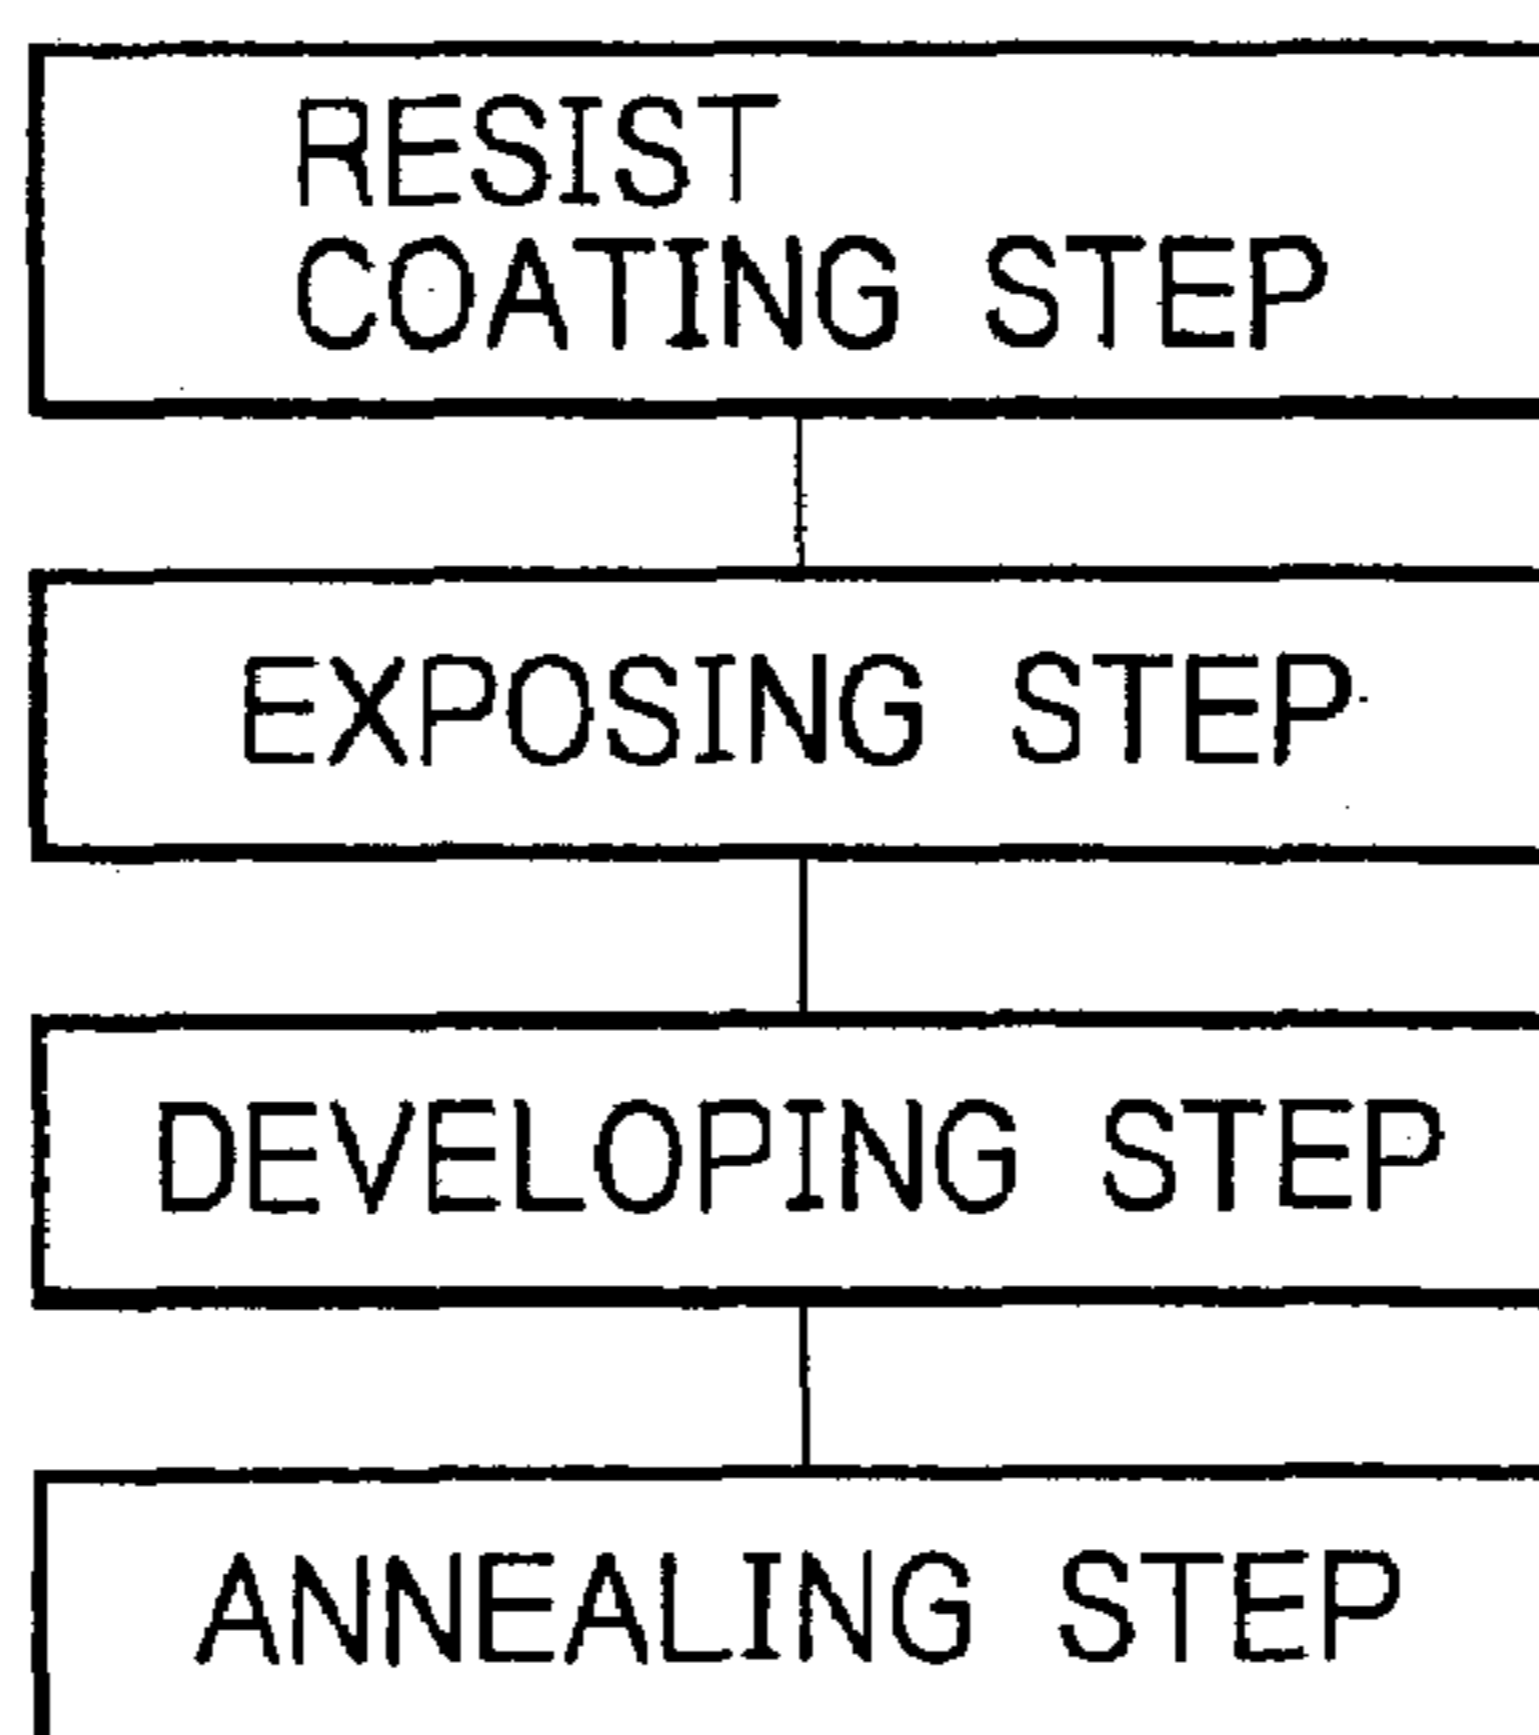 RESIST
COATING STEP
EXPOSING STEP
DEVELOPING STEP
ANNEALING STEP